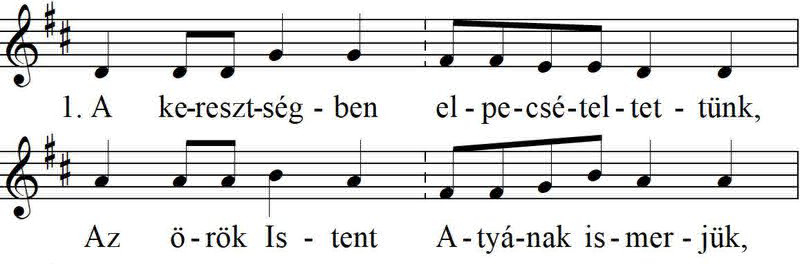 1. A ke-reszt-ség - ben el - pe-csé-tel-tet - tünk,
Az ö-rök Is - tent A-tyá-nak is-mer - jük,